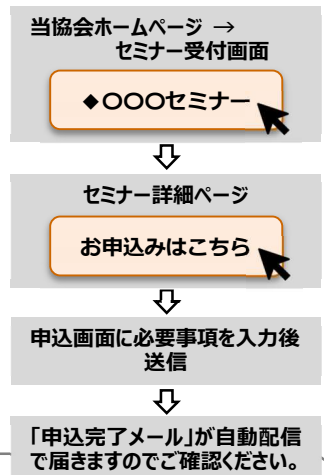 当協会ホームページ →
セミナー受付画面
◆〇〇〇セミナー
セミナー詳細ページ
お申込みはこちら
申込画面に必要事項を入力後
送信
「申込完了メール」が自動配信
で届きますのでご確認ください。